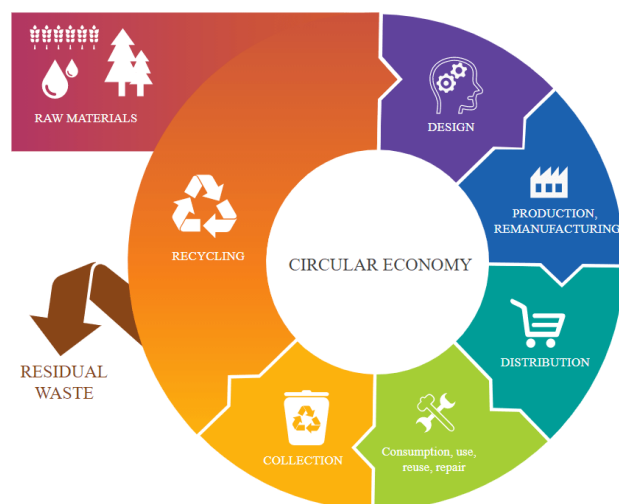 RAW MATERIALS
DESIGN
PRODUCTION,
REMANUFACTURING
RECYCLING
CIRCULAR ECONOMY
DISTRIBUTION
RESIDUAL
WASTE
COLLECTION
Consumption, use,
reuse, repair